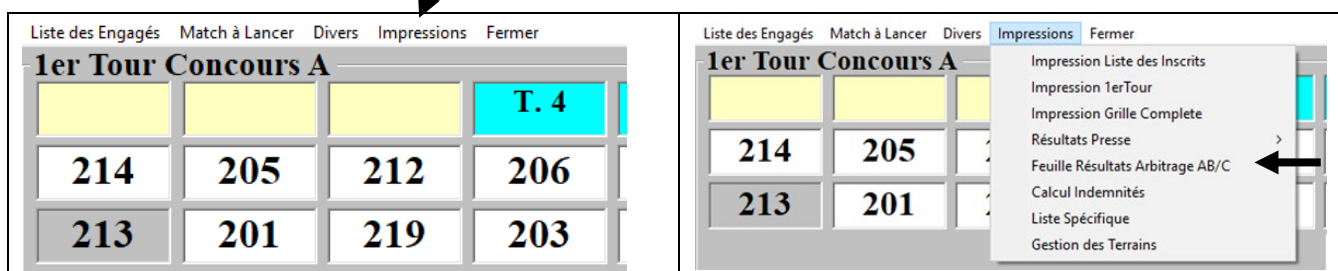 Liste des Engagés Match à Lancer Divers Impressions Fermer
1er Tour Concours A
T. 4
214 205 212 206
213 201 219 203
Liste des Engagés Match à Lancer Divers Impressions Fermer
1er Tour Concours A
214 205
213 201
Impression Liste des Inscrits
Impression 1erTour
Impression Grille Complete
Résultats Presse >
Feuille Résultats Arbitrage AB/C
Calcul Indemnités
Liste Spécifique
Gestion des Terrains